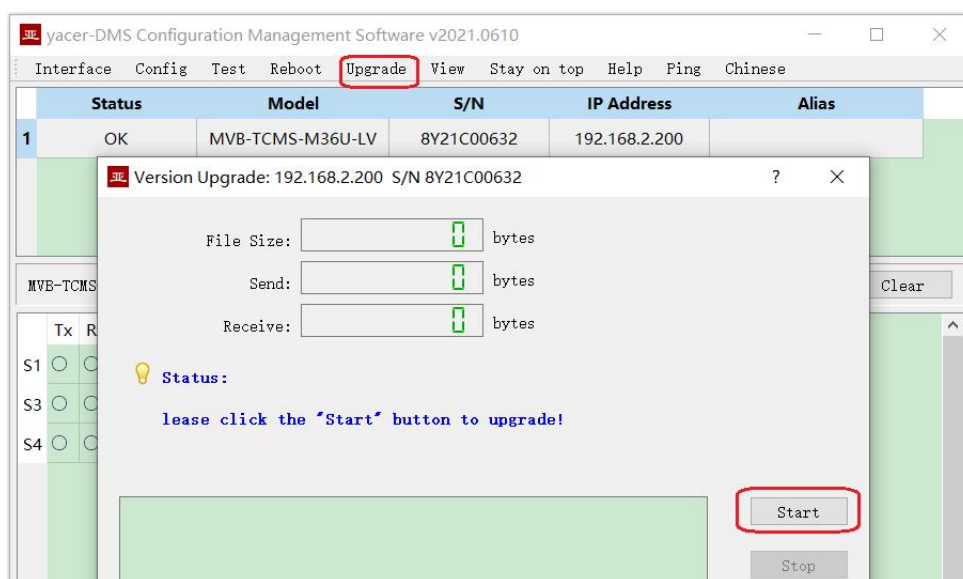 yacer-DMS Configuration Management Software v2021.0610
Interface Config Test Reboot Upgrade View Stay on top Help Ping Chinese
Status Model S/N IP Address Alias
1 OK MVB-TCMS-M36U-LV 8Y21C00632 192.168.2.200
Version Upgrade: 192.168.2.200 S/N 8Y21C00632 ?
File Size: 0 bytes
MVB-TCMS Send: 0 bytes Clear
Tx R Receive: 0 bytes
S1 Status:
S3 lease click the "Start" button to upgrade!
S4
Start
Stop